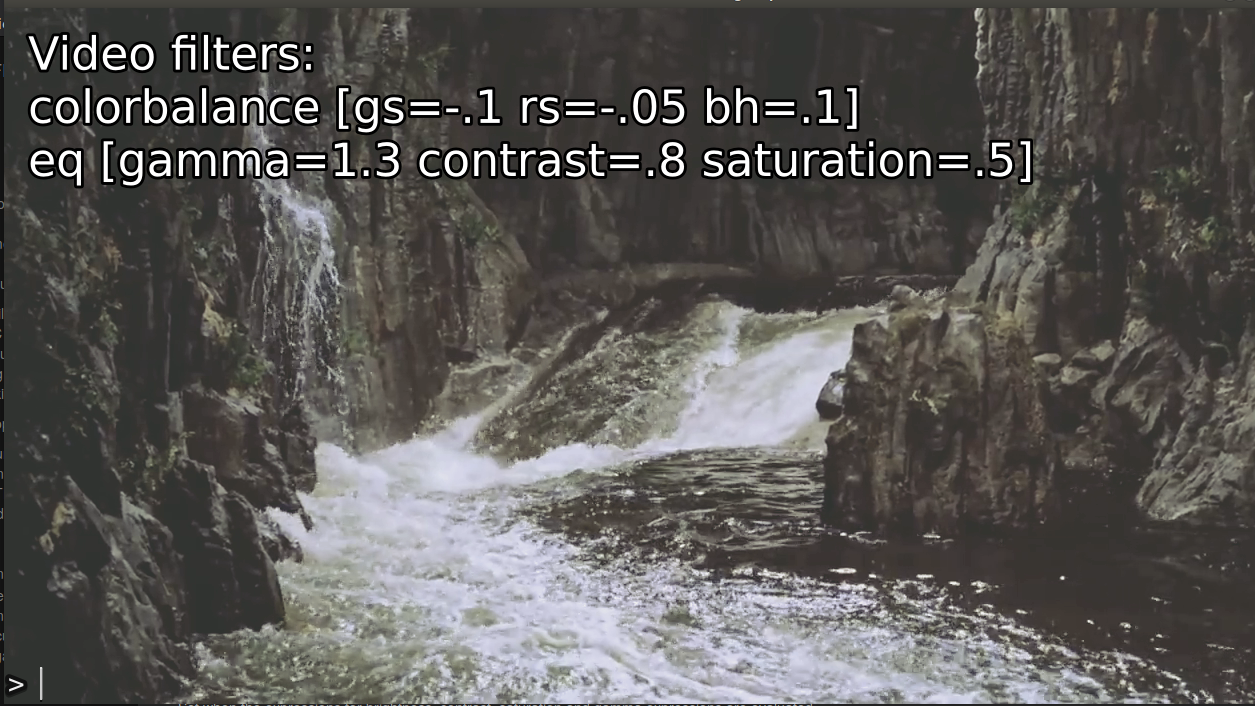 Video filters:
colorbalance [gs=-.1 rs=-.05 bh=.1]
eq [gamma=1.3 contrast=.8 saturation=.5]
>